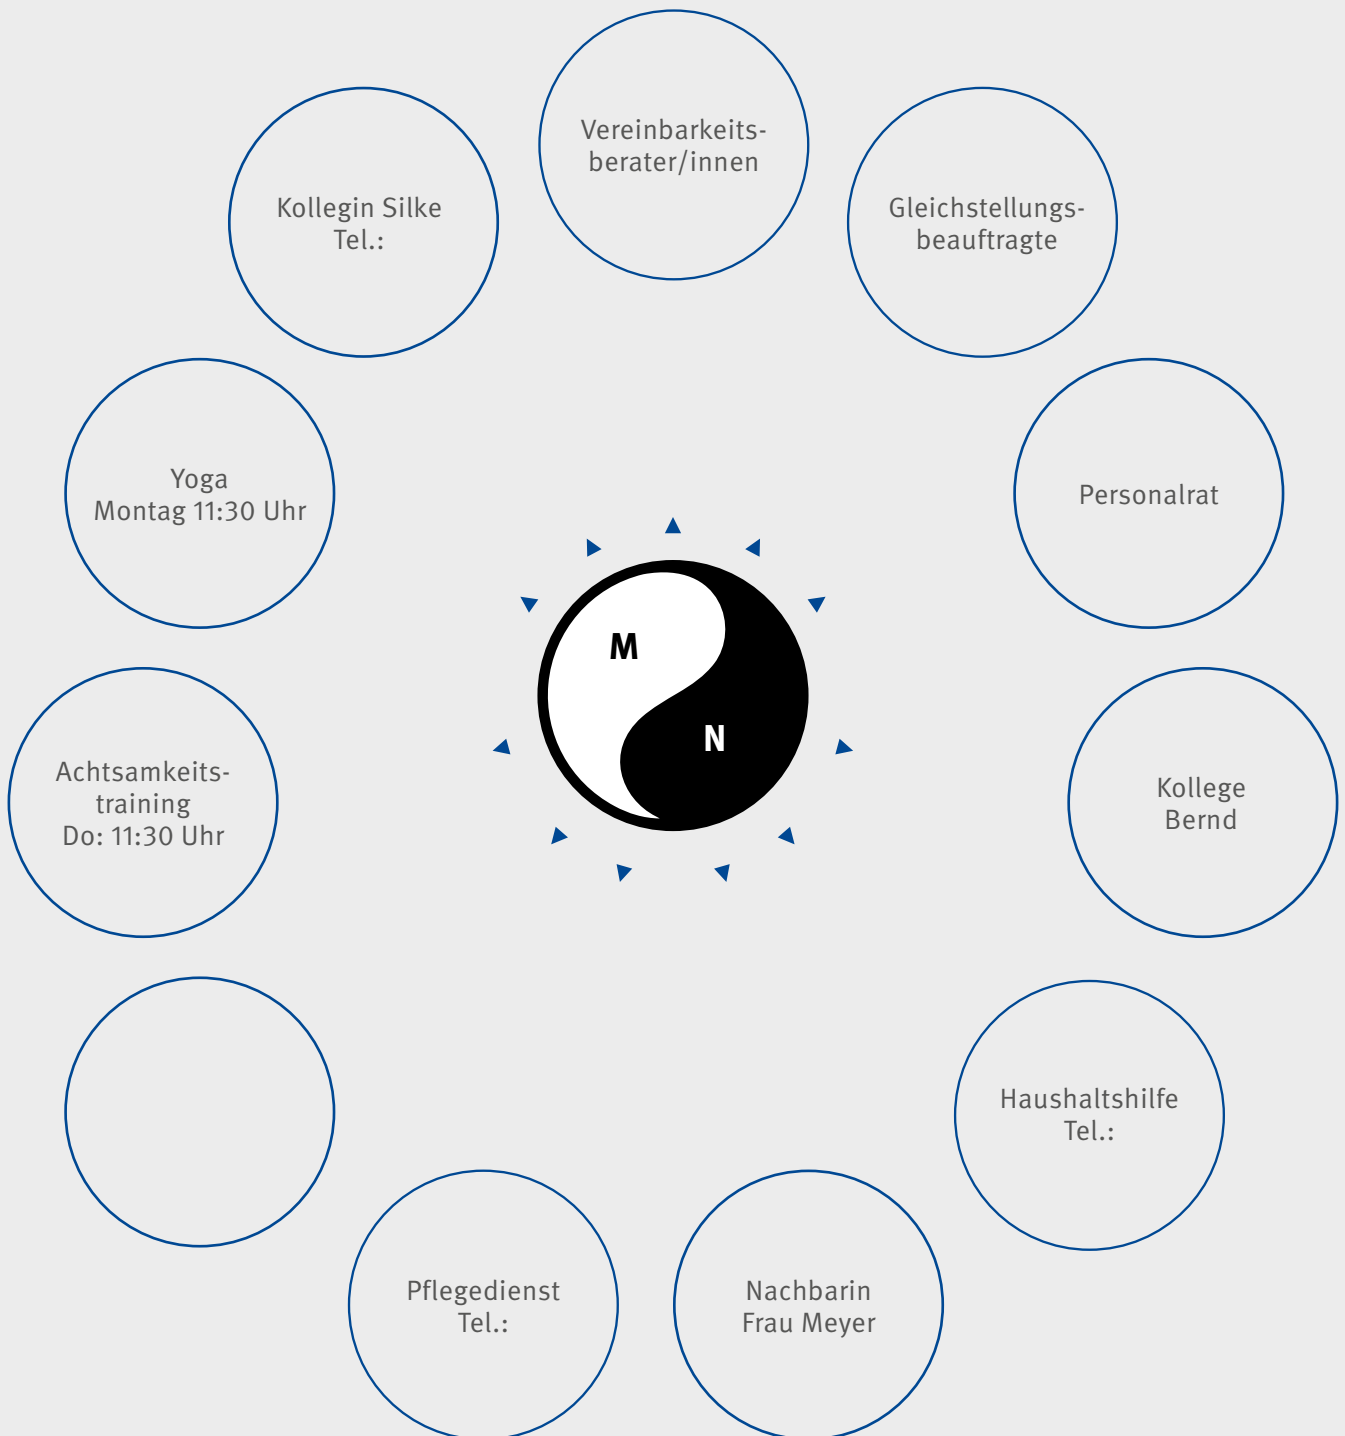 Vereinbarkeits-
berater/innen
Kollegin Silke
Tel.:
Gleichstellungs-
beauftragte
Yoga
Montag 11:30 Uhr
Personalrat
M
N
Achtsamkeits-
training
Do: 11:30 Uhr
Kollege
Bernd
Haushaltshilfe
Tel.:
Pflegedienst
Tel.:
Nachbarin
Frau Meyer